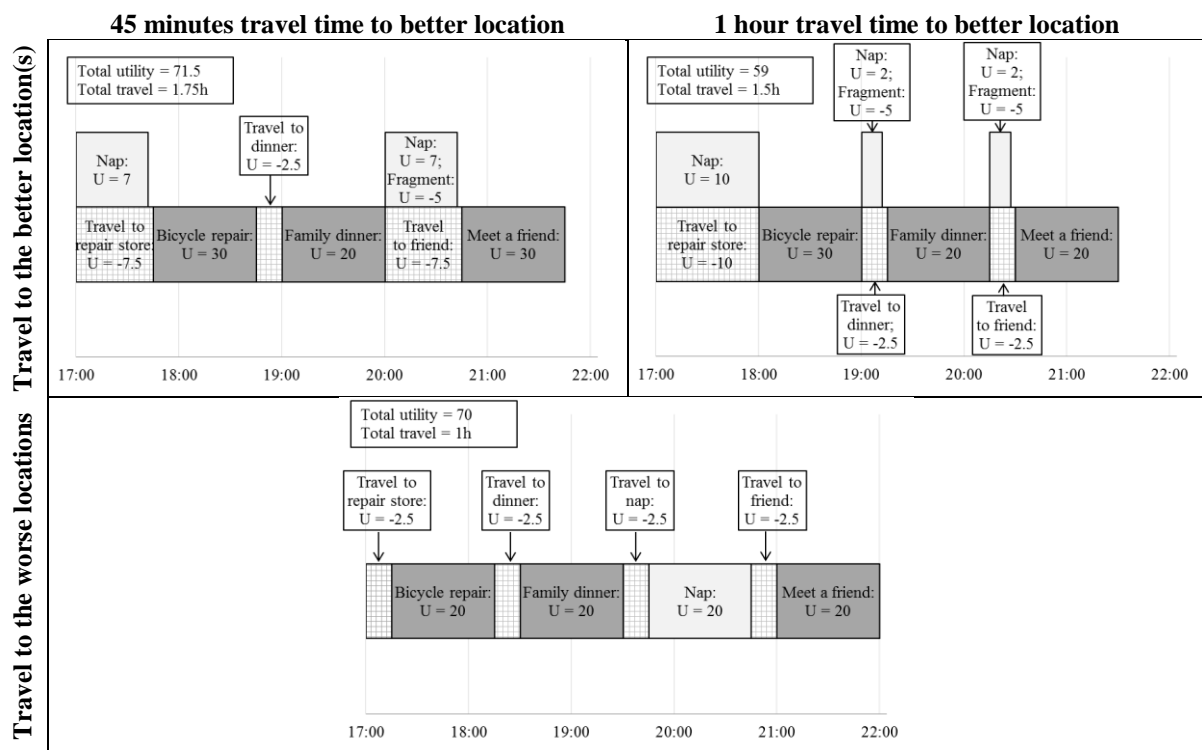 45 minutes travel time to better location
1 hour travel time to better location
Travel to the better location(s)
Total utility = 71.5
Total travel = 1.75h
Travel to
dinner:
U = -2.5
Nap:
U = 7
Nap:
U = 7;
Fragment:
U = -5
Travel to
repair store:
U = -7.5
Bicycle repair:
U = 30
Family dinner:
U = 20
Travel
to friend:
U = -7.5
Meet a friend:
U = 30
17:00
18:00
19:00
20:00
21:00
22:00
Total utility = 59
Total travel = 1.5h
Nap:
U = 2;
Fragment:
U = -5
Nap:
U = 2;
Fragment:
U = -5
Nap:
U = 10
Travel to
repair store:
U = -10
Bicycle repair:
U = 30
Family dinner:
U = 20
Meet a friend:
U = 20
Travel to
dinner;
U = -2.5
Travel
to friend:
U = -2.5
17:00
18:00
19:00
20:00
21:00
22:00
Travel to the worse locations
Total utility = 70
Total travel = 1h
Travel to
repair store:
U = -2.5
Travel to
dinner:
U = -2.5
Travel to
nap:
U = -2.5
Travel to
friend:
U = -2.5
Bicycle repair:
U = 20
Family dinner:
U = 20
Nap:
U = 20
Meet a friend:
U = 20
17:00
18:00
19:00
20:00
21:00
22:00